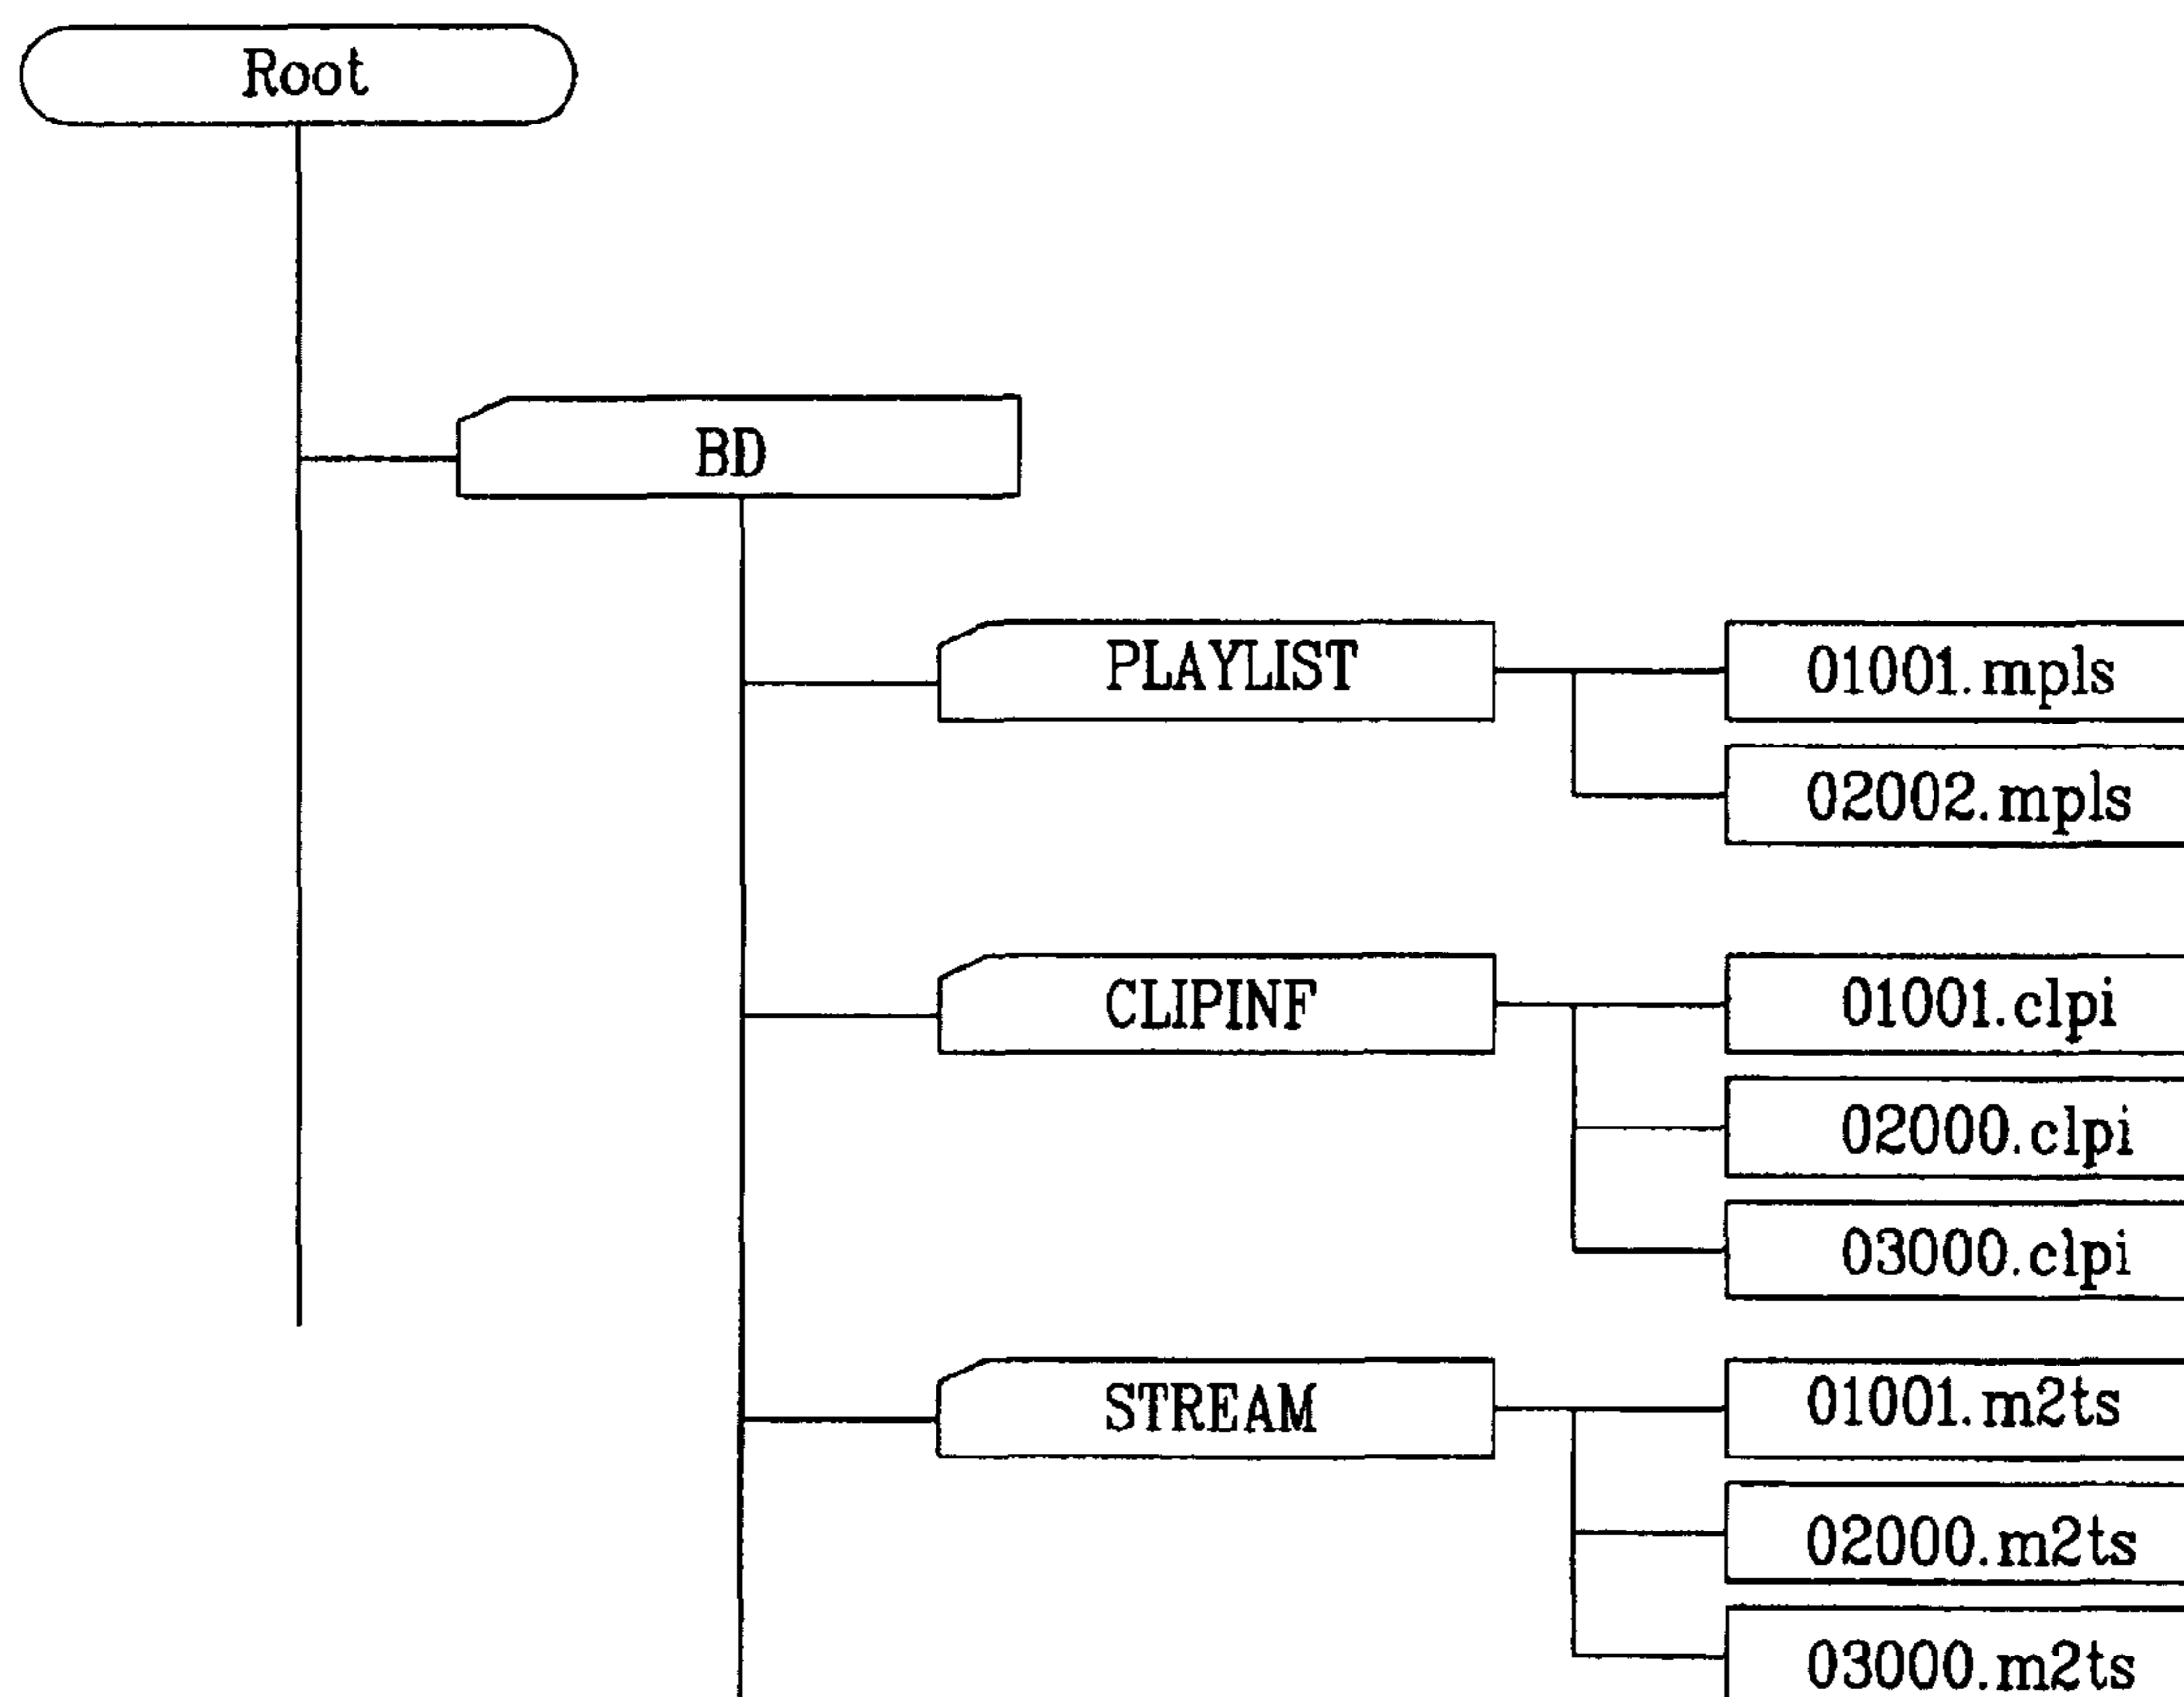 Root
BD
PLAYLIST
01001.mpls
02002.mpls
CLIPINF
01001.clpi
02000.clpi
03000.clpi
STREAM
01001.m2ts
02000.m2ts
03000.m2ts